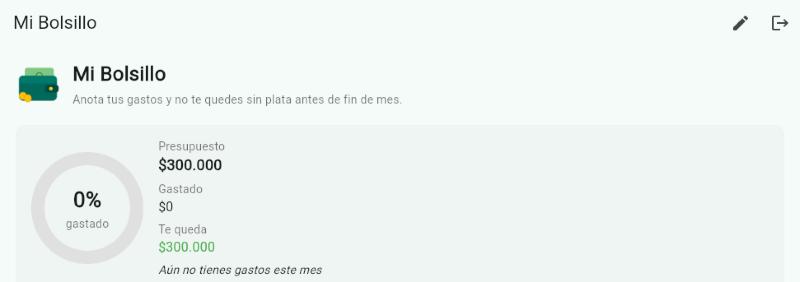 Mi Bolsillo
Mi Bolsillo
Anota tus gastos y no te quedes sin plata antes de fin de mes.
Presupuesto
$300.000
0%
gastado
Gastado
$0
Te queda
$300.000
Aún no tienes gastos este mes